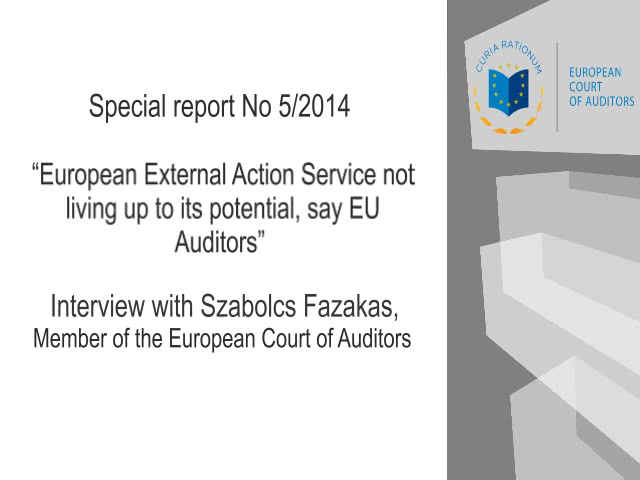 Special report No 5/2014
“European External Action Service not
living up to its potential, say EU
Auditors”
Interview with Szabolcs Fazakas,
Member of the European Court of Auditors
CURIA RATIONUM
EUROPEAN
COURT
OF AUDITORS